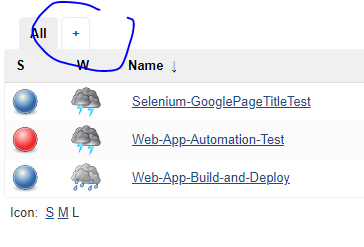 All +
S W Name ↓
Selenium-GooglePageTitleTest
Web-App-Automation-Test
Web-App-Build-and-Deploy
Icon: S M L